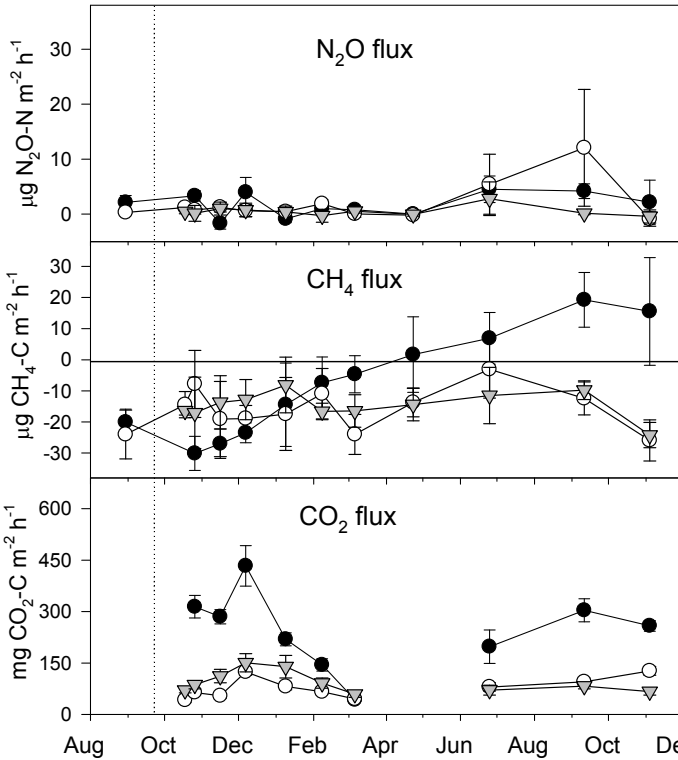 N₂O flux
µg N₂O-N m⁻² h⁻¹
30
20
10
0
CH₄ flux
µg CH₄-C m⁻² h⁻¹
30
20
10
0
-10
-20
-30
CO₂ flux
mg CO₂-C m⁻² h⁻¹
600
450
300
150
0
Aug Oct Dec Feb Apr Jun Aug Oct De